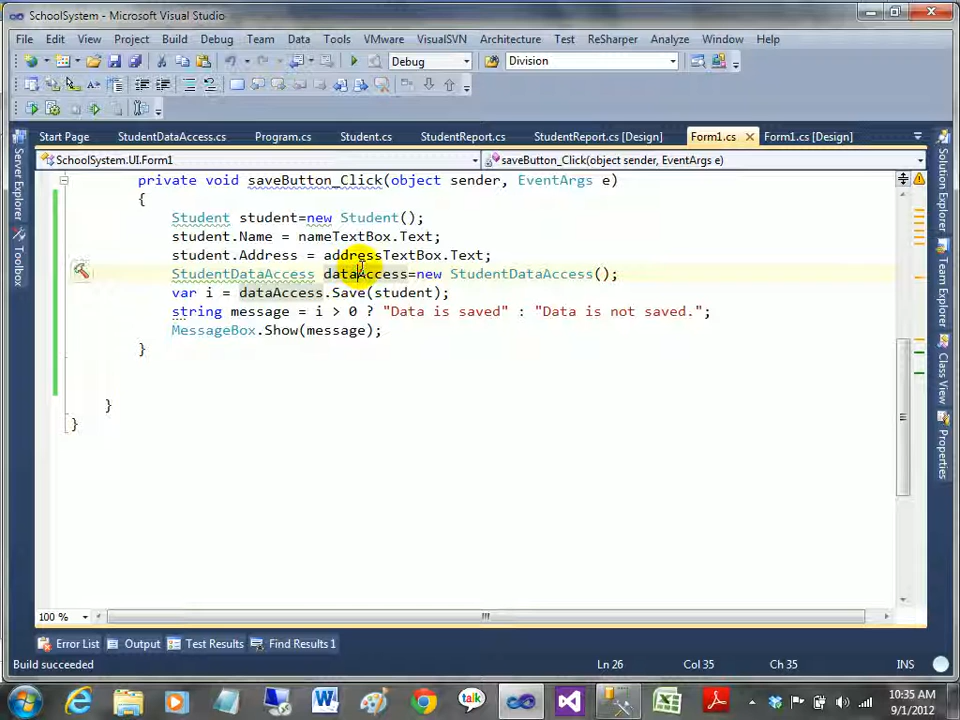 SchoolSystem - Microsoft Visual Studio
File Edit View Project Build Debug Team Data Tools VMware VisualSVN Architecture Test ReSharper Analyze Window Help
Debug Division
Start Page StudentDataAccess.cs Program.cs Student.cs StudentReport.cs StudentReport.cs [Design] Form1.cs Form1.cs [Design]
SchoolSystem.UI.Form1 saveButton_Click(object sender, EventArgs e)
private void saveButton_Click(object sender, EventArgs e)
{
Student student=new Student();
student.Name = nameTextBox.Text;
student.Address = addressTextBox.Text;
StudentDataAccess dataAccess=new StudentDataAccess();
var i = dataAccess.Save(student);
string message = i > 0 ? "Data is saved" : "Data is not saved.";
MessageBox.Show(message);
}
}
}
Server Explorer
Toolbox
Solution Explorer
Team Explorer
Class View
Properties
100 %
Error List Output Test Results Find Results 1
Build succeeded Ln 26 Col 35 Ch 35 INS
talk
10:35 AM
9/1/2012